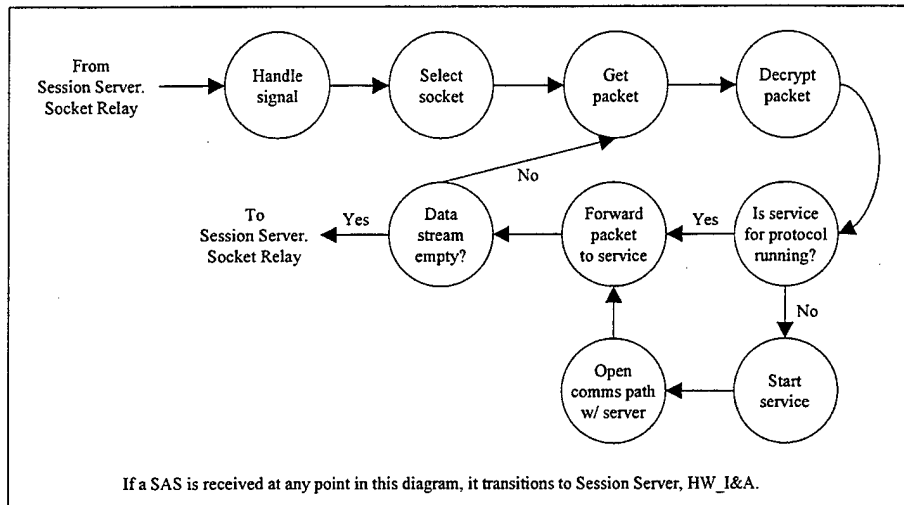 From
Session Server.
Socket Relay
Handle
signal
Select
socket
Get
packet
Decrypt
packet
No
To
Session Server.
Socket Relay
Yes
Data
stream
empty?
Forward
packet
to service
Yes
Is service
for protocol
running?
No
Open
comms path
w/ server
Start
service
If a SAS is received at any point in this diagram, it transitions to Session Server, HW_I&A.